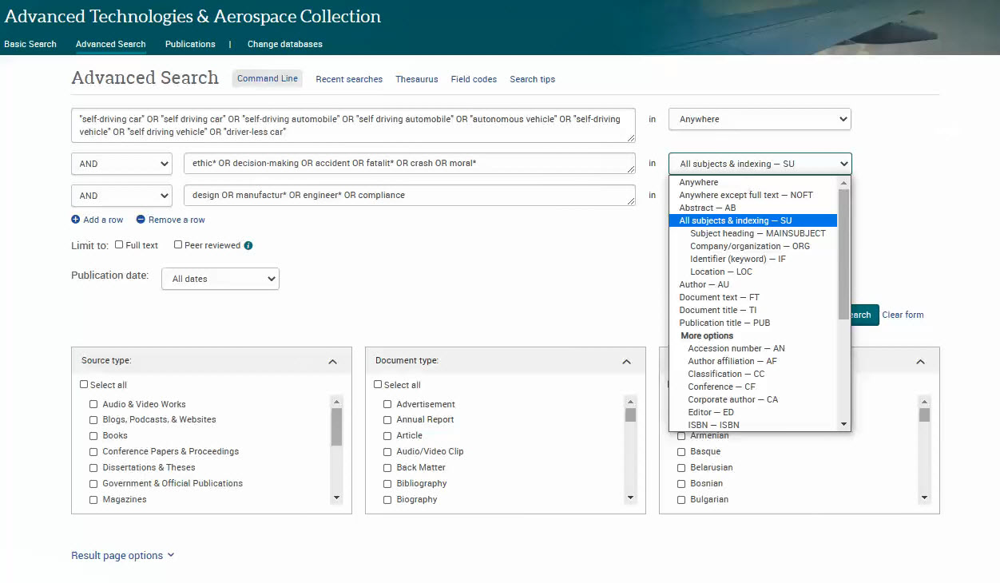 Advanced Technologies & Aerospace Collection
Basic Search Advanced Search Publications | Change databases
Advanced Search Command Line Recent searches Thesaurus Field codes Search tips
"self-driving car" OR "self driving car" OR "self-driving automobile" OR "self driving automobile" OR "autonomous vehicle" OR "self-driving
vehicle" OR "self driving vehicle" OR "driver-less car"
in
Anywhere
AND
ethic* OR decision-making OR accident OR fatalit* OR crash OR moral*
in
All subjects & indexing — SU
AND
design OR manufactur* OR engineer* OR compliance
in
Anywhere
Anywhere except full text — NOFT
Abstract — AB
All subjects & indexing — SU
Subject heading — MAINSUBJECT
Company/organization — ORG
Identifier (keyword) — IF
Location — LOC
Author — AU
Document text — FT
Document title — TI
Publication title — PUB
More options
Accession number — AN
Author affiliation — AF
Classification — CC
Conference — CF
Corporate author — CA
Editor — ED
ISBN — ISBN
Add a row Remove a row
Limit to: Full text Peer reviewed
Publication date: All dates
earch Clear form
Source type:
Select all
Audio & Video Works
Blogs, Podcasts, & Websites
Books
Conference Papers & Proceedings
Dissertations & Theses
Government & Official Publications
Magazines
Document type:
Select all
Advertisement
Annual Report
Article
Audio/Video Clip
Back Matter
Bibliography
Biography
Armenian
Basque
Belarusian
Bosnian
Bulgarian
Result page options